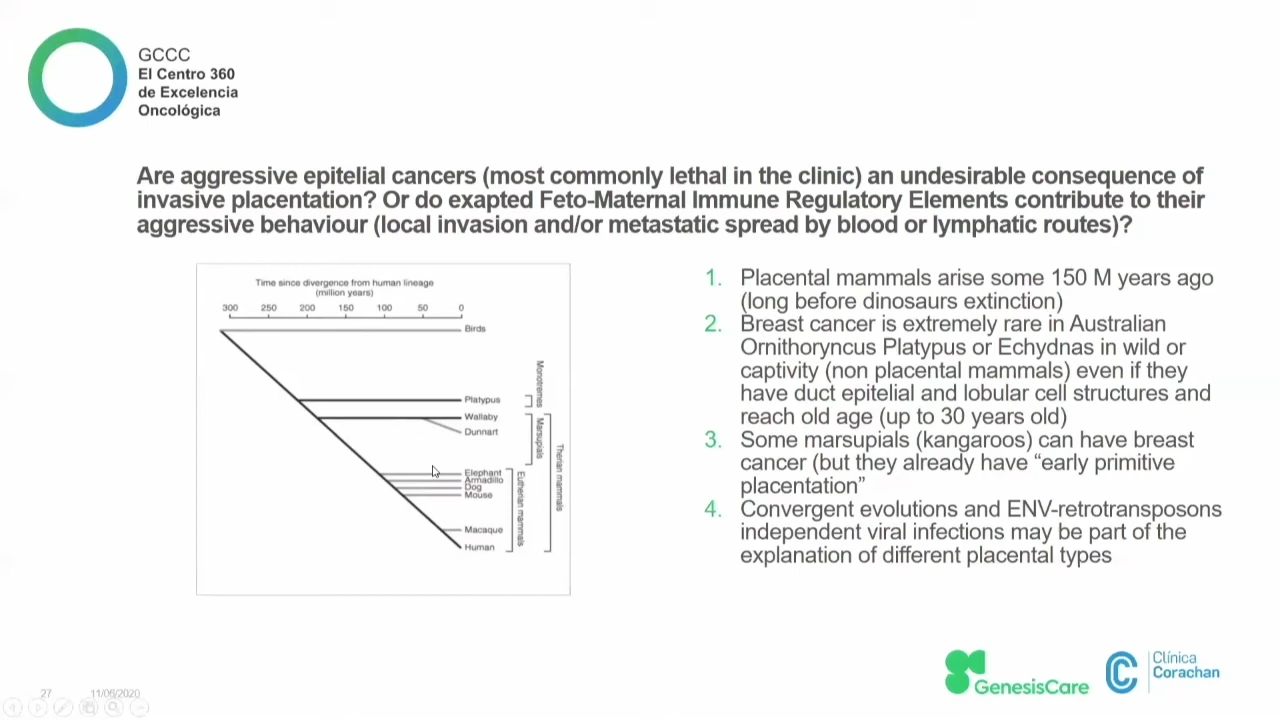 GCCC
El Centro 360
de Excelencia
Oncológica
Are aggressive epitelial cancers (most commonly lethal in the clinic) an undesirable consequence of
invasive placentation? Or do exapted Feto-Maternal Immune Regulatory Elements contribute to their
aggressive behaviour (local invasion and/or metastatic spread by blood or lymphatic routes)?
Time since divergence from human lineage
(million years)
300 250 200 150 100 50 0
Birds
Platypus
Wallaby
Dunnart
Elephant
Armadillo
Dog
Mouse
Macaque
Human
Monotremes
Marsupials
Eutherian mammals
Therian mammals
1. Placental mammals arise some 150 M years ago
(long before dinosaurs extinction)
2. Breast cancer is extremely rare in Australian
Ornithoryncus Platypus or Echydnas in wild or
captivity (non placental mammals) even if they
have duct epitelial and lobular cell structures and
reach old age (up to 30 years old)
3. Some marsupials (kangaroos) can have breast
cancer (but they already have “early primitive
placentation”
4. Convergent evolutions and ENV-retrotransposons
independent viral infections may be part of the
explanation of different placental types
27 11/06/2020
GenesisCare
Clínica
Corachan